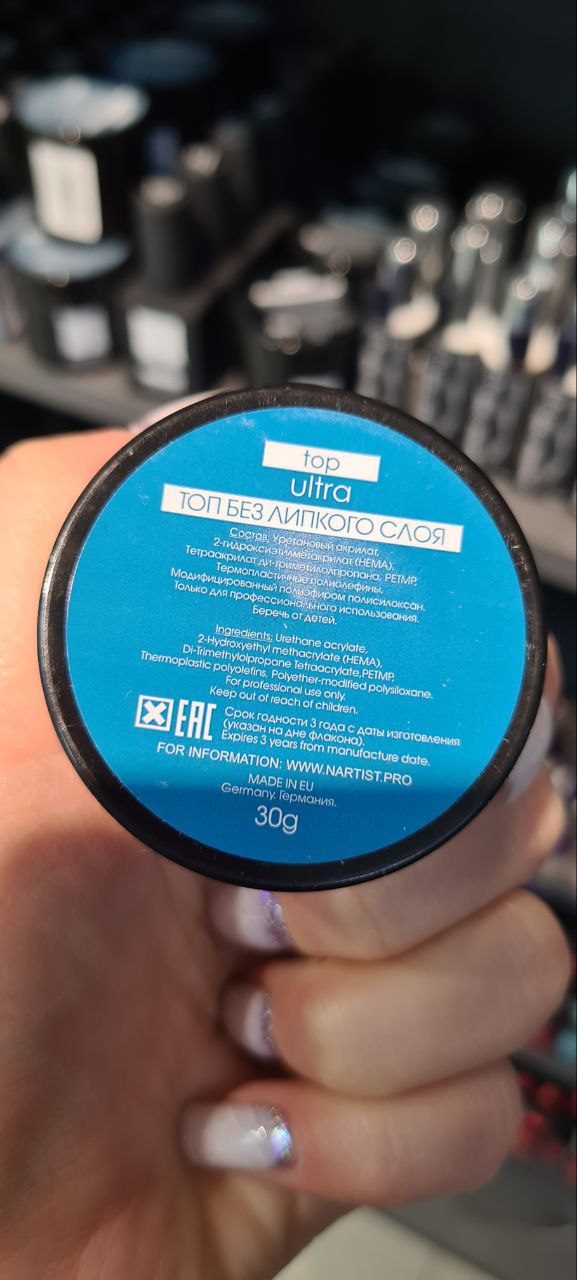 top
ultra
ТОП БЕЗ ЛИПКОГО СЛОЯ
Состав: Уретановый акрилат,
2-гидроксиэтилметакрилат (HEMA),
Тетраакрилат ди-триметилолпропана, PETMP,
Термопластичные полиолефины,
Модифицированный полиэфиром полисилоксан.
Только для профессионального использования.
Беречь от детей.
Ingredients: Urethane acrylate,
2-Hydroxyethyl methacrylate (HEMA),
Di-Trimethylolpropane Tetraacrylate,PETMP,
Thermoplastic polyolefins, Polyether-modified polysiloxane.
For professional use only.
Keep out of reach of children.
EAC
Срок годности 3 года с даты изготовления
(указан на дне флакона).
Expires 3 years from manufacture date.
FOR INFORMATION: WWW.NARTIST.PRO
MADE IN EU
Germany. Германия.
30g